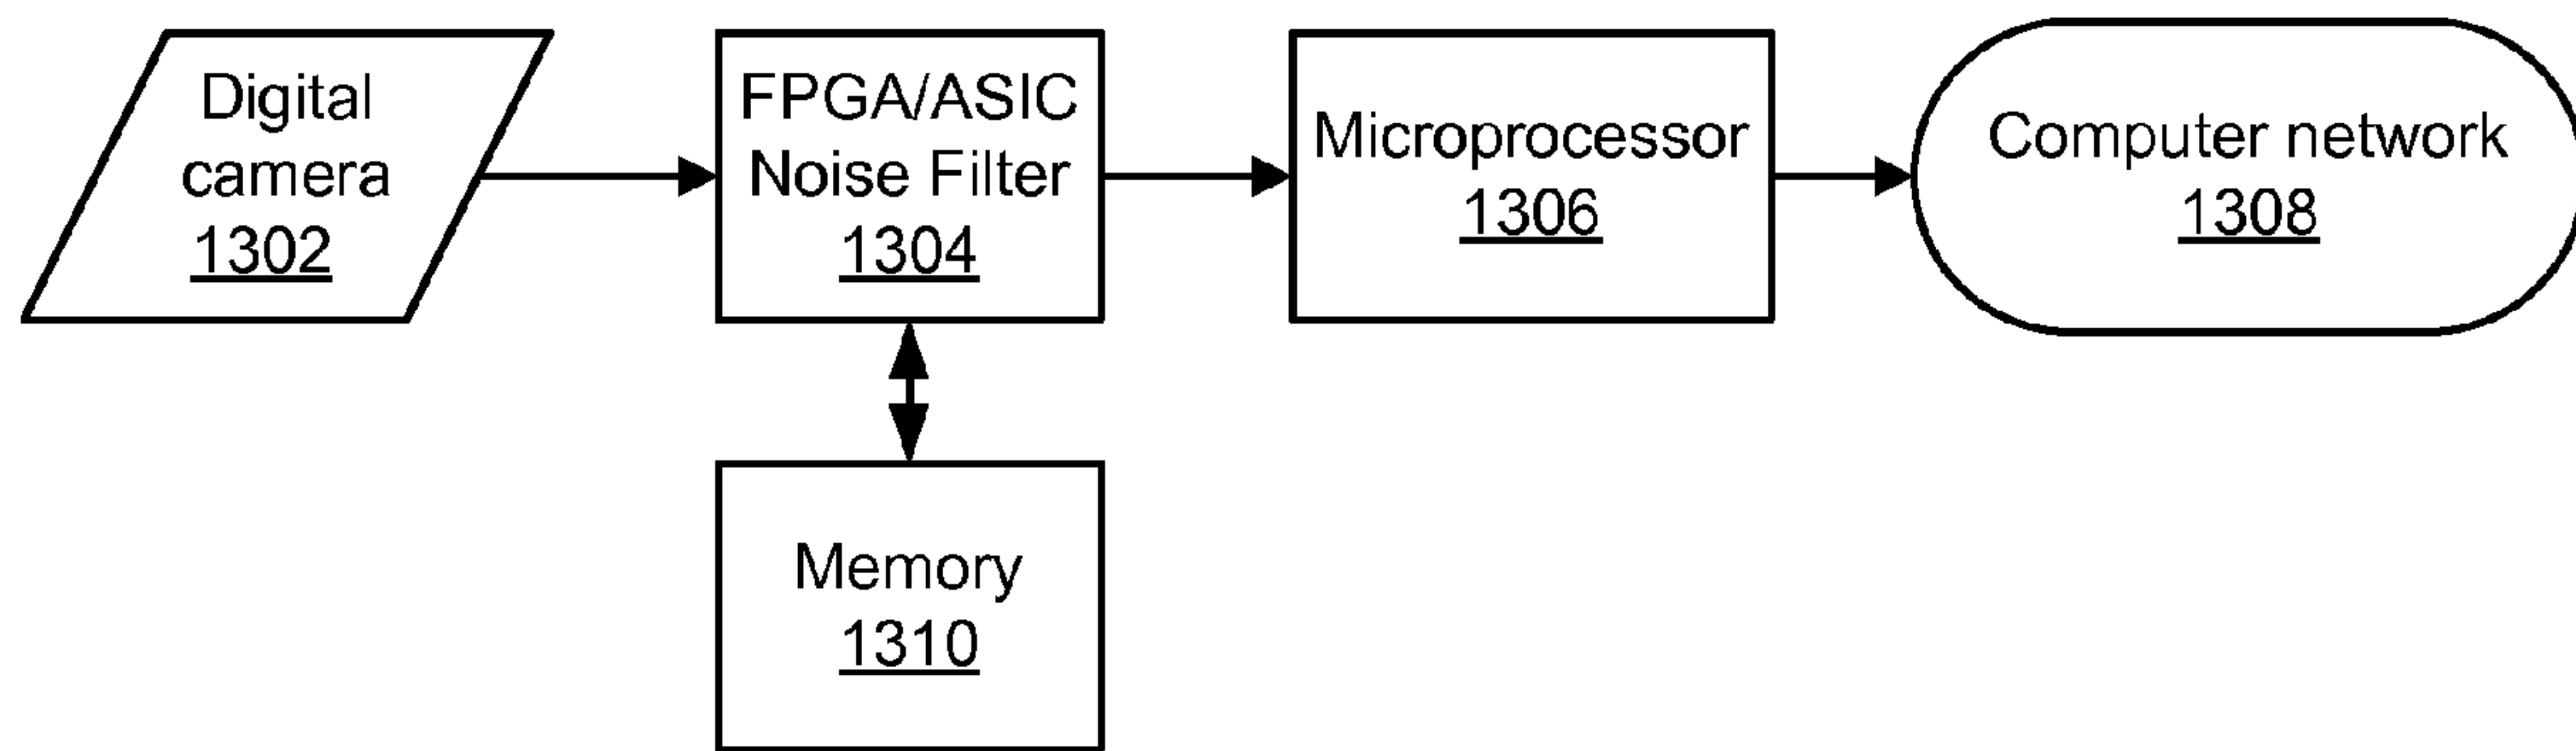 Digital
camera
1302
FPGA/ASIC
Noise Filter
1304
Microprocessor
1306
Computer network
1308
Memory
1310